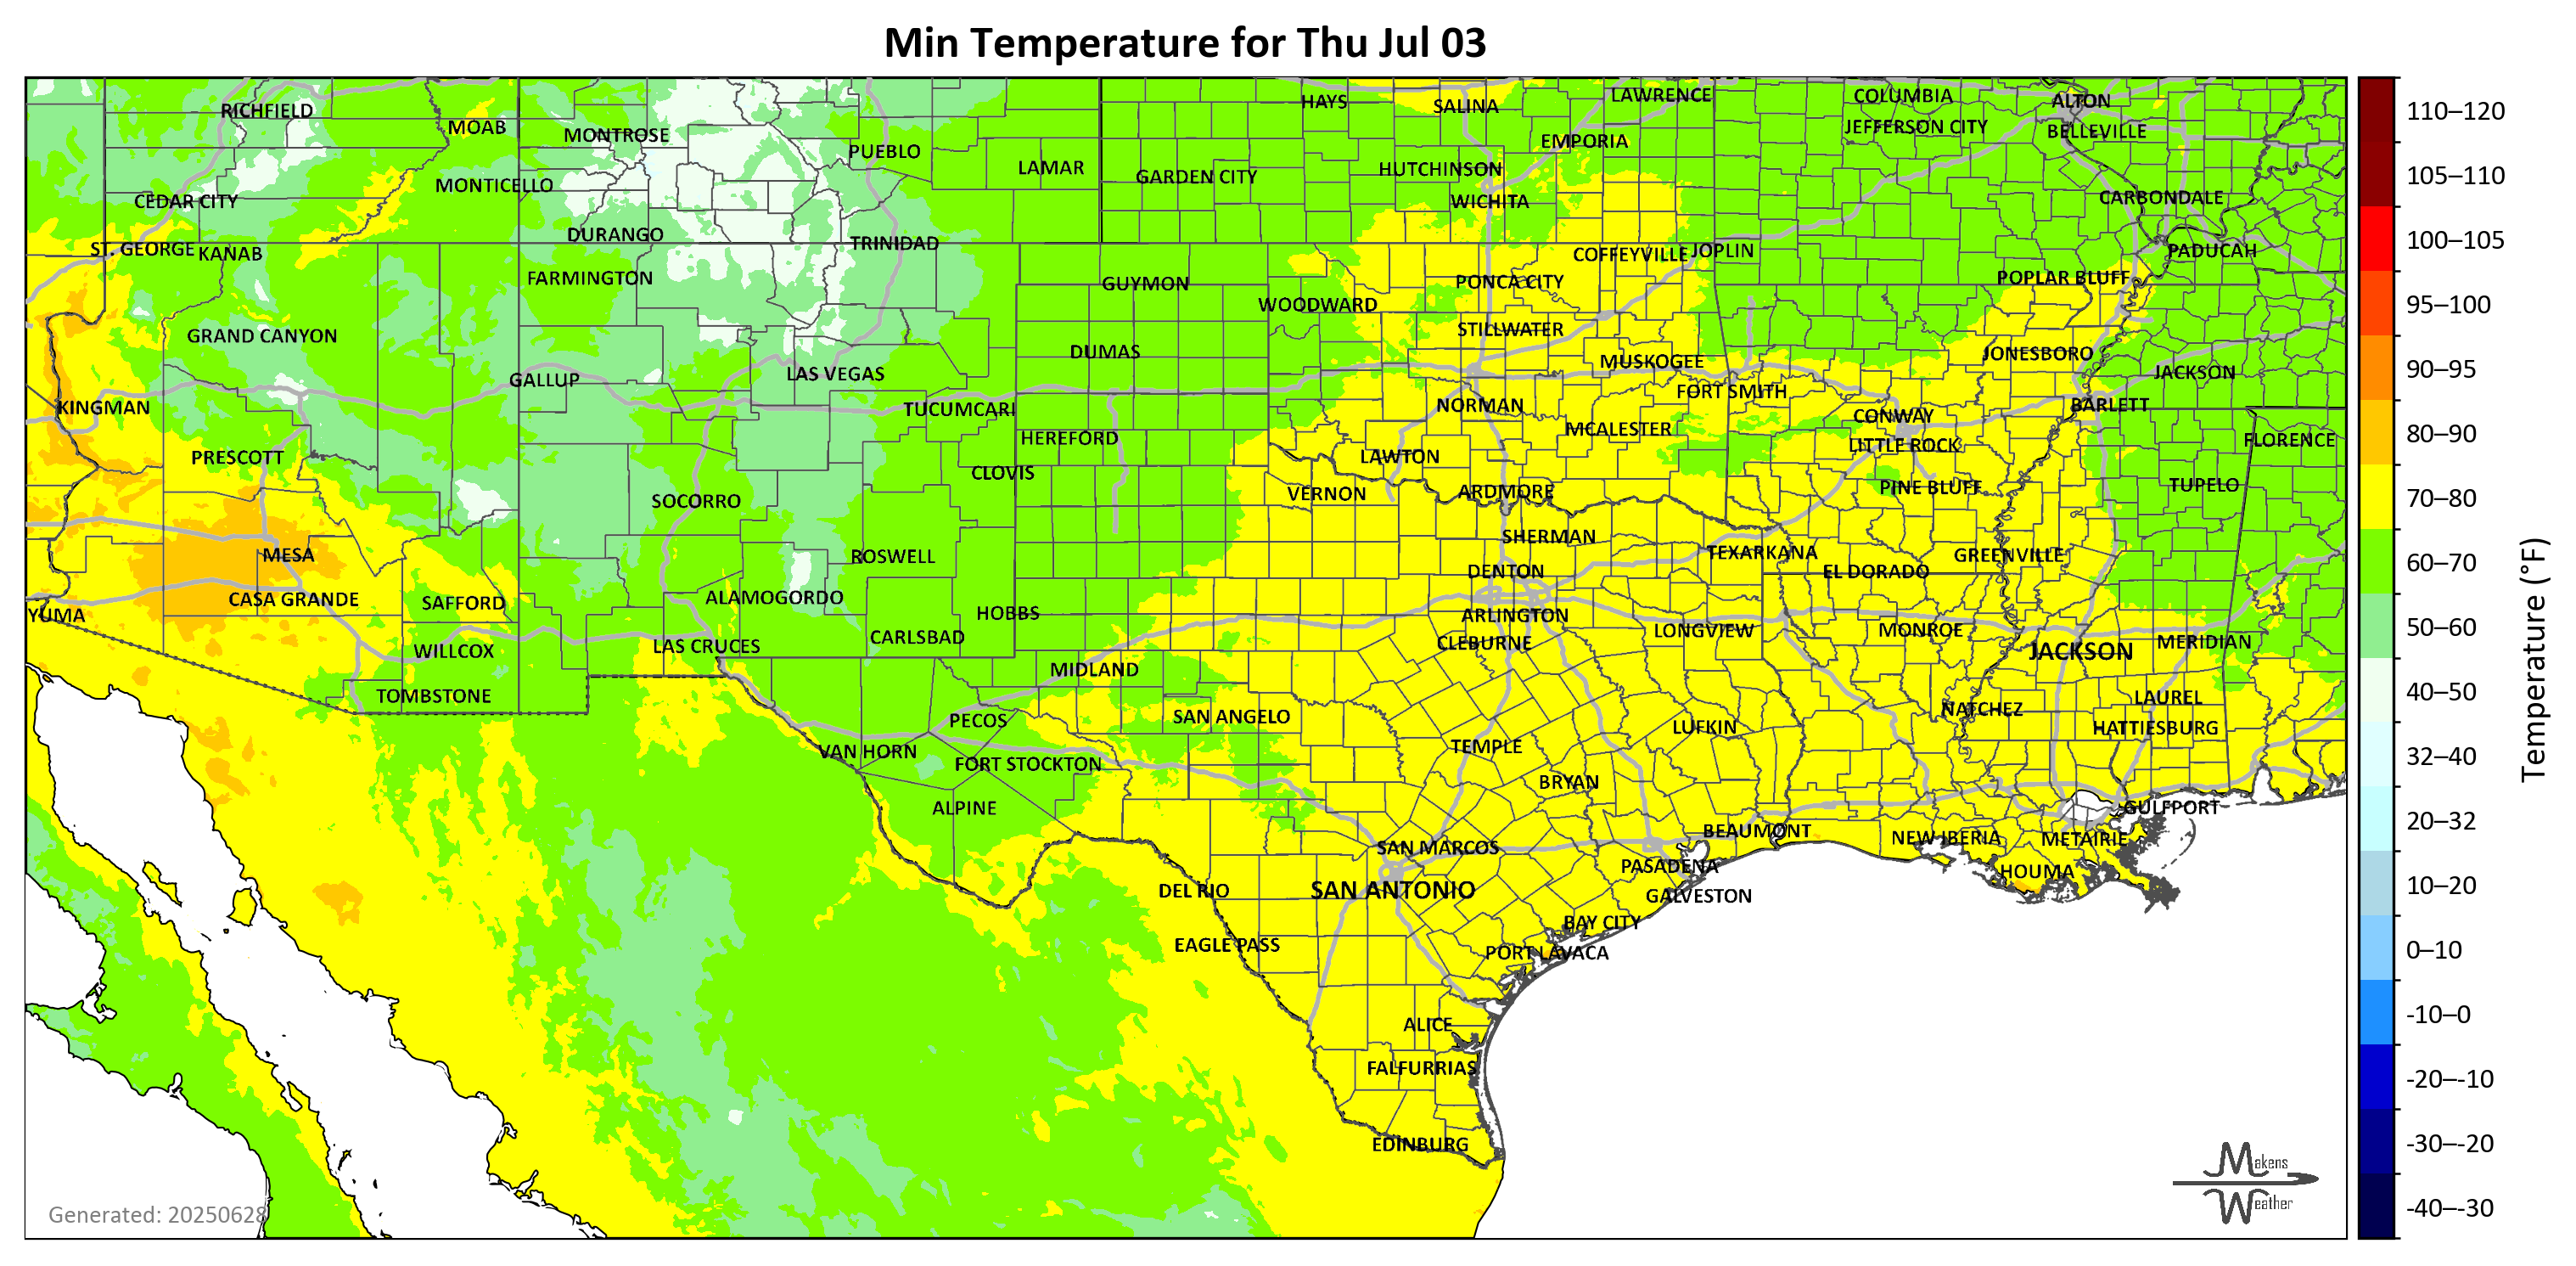 Min Temperature for Thu Jul 03
RICHFIELD
MOAB
MONTROSE
PUEBLO
LAMAR
HAYS
SALINA
LAWRENCE
COLUMBIA
ALTON
JEFFERSON CITY
BELLEVILLE
EMPORIA
HUTCHINSON
GARDEN CITY
WICHITA
CARBONDALE
MONTICELLO
CEDAR CITY
DURANGO
TRINIDAD
ST. GEORGE
KANAB
FARMINGTON
GUYMON
WOODWARD
PONCA CITY
COFFEYVILLE
JOPLIN
PADUCAH
POPLAR BLUFF
GRAND CANYON
STILLWATER
DUMAS
MUSKOGEE
JONESBORO
JACKSON
GALLUP
LAS VEGAS
FORT SMITH
KINGMAN
TUCUMCARI
NORMAN
CONWAY
BARLETT
HEREFORD
MCALESTER
LITTLE ROCK
FLORENCE
PRESCOTT
CLOVIS
LAWTON
SOCORRO
VERNON
ARDMORE
PINE BLUFF
TUPELO
SHERMAN
MESA
ROSWELL
TEXARKANA
GREENVILLE
DENTON
EL DORADO
CASA GRANDE
SAFFORD
ALAMOGORDO
HOBBS
ARLINGTON
YUMA
LAS CRUCES
CARLSBAD
CLEBURNE
LONGVIEW
MONROE
MERIDIAN
WILLCOX
JACKSON
MIDLAND
TOMBSTONE
LAUREL
PECOS
SAN ANGELO
NATCHEZ
LUFKIN
HATTIESBURG
VAN HORN
TEMPLE
FORT STOCKTON
BRYAN
ALPINE
GULFPORT
BEAUMONT
NEW IBERIA
METAIRIE
SAN MARCOS
PASADENA
HOUMA
DEL RIO
SAN ANTONIO
GALVESTON
BAY CITY
EAGLE PASS
PORT LAVACA
ALICE
FALFURRIAS
EDINBURG
Generated: 20250628
Makens
Weather
110–120
105–110
100–105
95–100
90–95
80–90
70–80
60–70
50–60
40–50
32–40
20–32
10–20
0–10
-10–0
-20–-10
-30–-20
-40–-30
Temperature (°F)